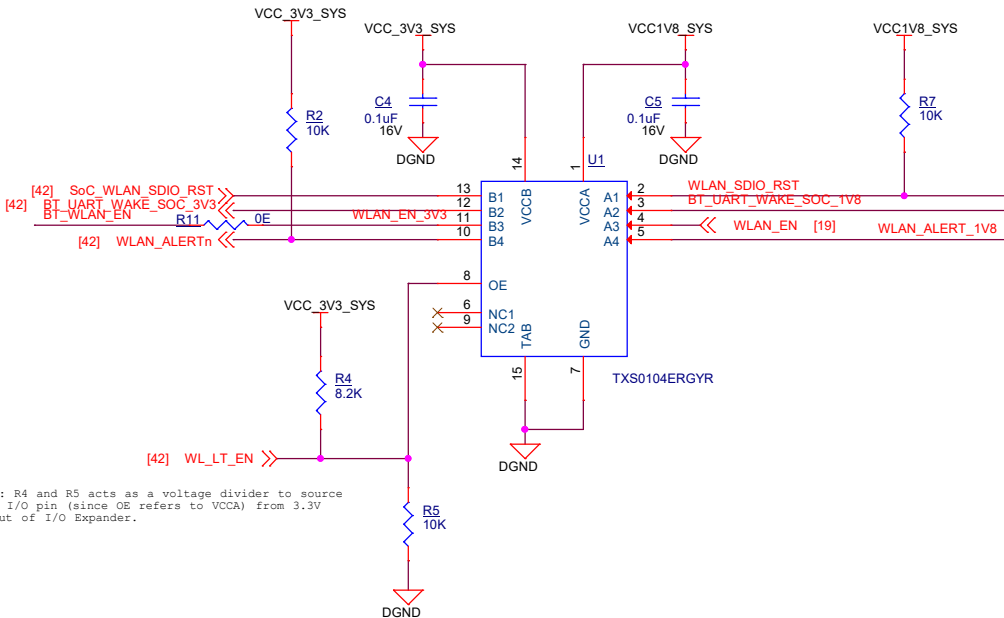 VCC_3V3_SYS
VCC_3V3_SYS
VCC1V8_SYS
VCC1V8_SYS
R2
10K
C4
0.1uF
16V
DGND
C5
0.1uF
16V
DGND
R7
10K
14
1
U1
[42] SoC_WLAN_SDIO_RST
[42] BT_UART_WAKE_SOC_3V3
BT_WLAN_EN
R11
0E
WLAN_EN_3V3
[42] WLAN_ALERTn
13
12
11
10
B1
B2
B3
B4
VCCB
VCCA
A1
A2
A3
A4
2
3
4
5
WLAN_SDIO_RST
BT_UART_WAKE_SOC_1V8
WLAN_EN [19]
WLAN_ALERT_1V8
8
OE
6
NC1
9
NC2
TAB
GND
15
7
TXS0104ERGYR
DGND
VCC_3V3_SYS
R4
8.2K
[42] WL_LT_EN
: R4 and R5 acts as a voltage divider to source
I/O pin (since OE refers to VCCA) from 3.3V
ut of I/O Expander.
R5
10K
DGND